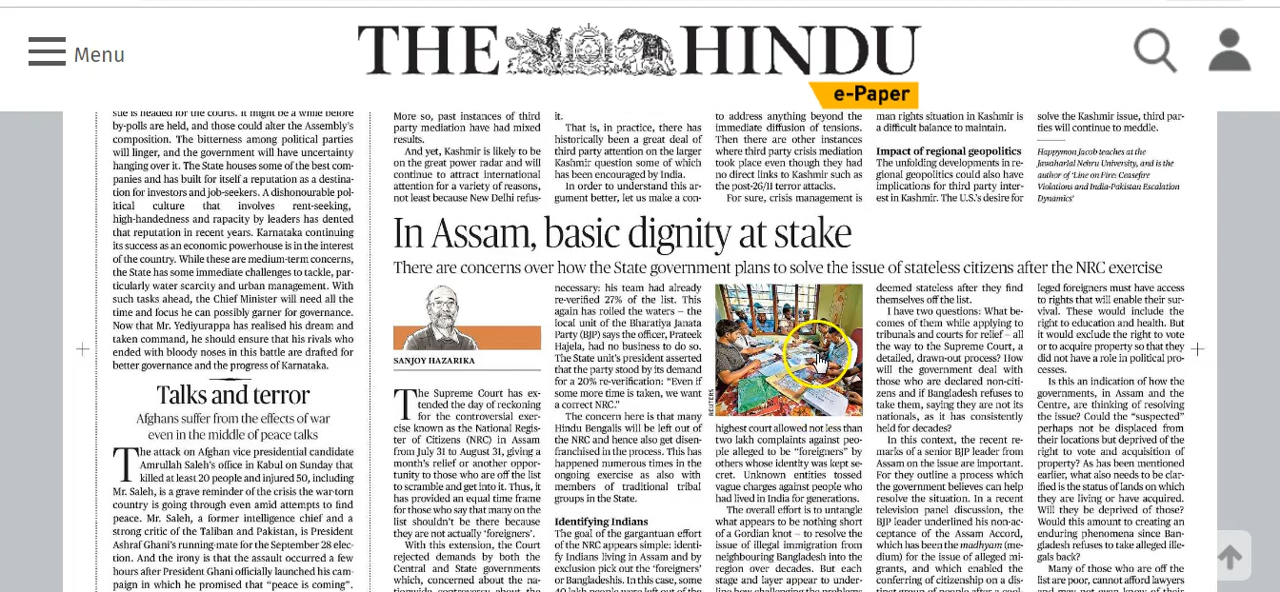 Menu
THE HINDU
e-Paper
sue is headed for the courts. It might be a while before
by-polls are held, and those could alter the Assembly's
composition. The bitterness among political parties
will linger, and the government will have uncertainty
hanging over it. The State houses some of the best com-
panies and has built for itself a reputation as a destina-
tion for investors and job-seekers. A dishonourable pol-
itical culture that involves rent-seeking,
high-handedness and rapacity by leaders has dented
that reputation in recent years. Karnataka continuing
its success as an economic powerhouse is in the interest
of the country. While these are medium-term concerns,
the State has some immediate challenges to tackle, par-
ticularly water scarcity and urban management. With
such tasks ahead, the Chief Minister will need all the
time and focus he can possibly garner for governance.
Now that Mr. Yediyurappa has realised his dream and
taken command, he should ensure that his rivals who
ended with bloody noses in this battle are drafted for
better governance and the progress of Karnataka.
Talks and terror
Afghans suffer from the effects of war
even in the middle of peace talks
The attack on Afghan vice presidential candidate
Amrullah Saleh's office in Kabul on Sunday that
killed at least 20 people and injured 50, including
Mr. Saleh, is a grave reminder of the crisis the war-torn
country is going through even amid attempts to find
peace. Mr. Saleh, a former intelligence chief and a
strong critic of the Taliban and Pakistan, is President
Ashraf Ghani's running-mate for the September 28 elec-
tion. And the irony is that the assault occurred a few
hours after President Ghani officially launched his cam-
paign in which he promised that "peace is coming".
More so, past instances of third
party mediation have had mixed
results.
And yet, Kashmir is likely to be
on the great power radar and will
continue to attract international
attention for a variety of reasons,
not least because New Delhi refus-
it.
That is, in practice, there has
historically been a great deal of
third party attention on the larger
Kashmir question some of which
has been encouraged by India.
In order to understand this ar-
gument better, let us make a con-
to address anything beyond the
immediate diffusion of tensions.
Then there are other instances
where third party crisis mediation
took place even though they had
no direct links to Kashmir such as
the post-26/11 terror attacks.
For sure, crisis management is
man rights situation in Kashmir is
a difficult balance to maintain.
Impact of regional geopolitics
The unfolding developments in re-
gional geopolitics could also have
implications for third party inter-
est in Kashmir. The U.S.'s desire for
solve the Kashmir issue, third par-
ties will continue to meddle.
Happymon Jacob teaches at the
Jawaharlal Nehru University, and is the
author of 'Line on Fire: Ceasefire
Violations and India-Pakistan Escalation
Dynamics'
In Assam, basic dignity at stake
There are concerns over how the State government plans to solve the issue of stateless citizens after the NRC exercise
SANJOY HAZARIKA
The Supreme Court has ex-
tended the day of reckoning
for the controversial exer-
cise known as the National Regis-
ter of Citizens (NRC) in Assam
from July 31 to August 31, giving a
month's relief or another oppor-
tunity to those who are off the list
to scramble and get into it. Thus, it
has provided an equal time frame
for those who say that many on the
list shouldn't be there because
they are not actually 'foreigners'.
With this extension, the Court
rejected demands by both the
Central and State governments
which, concerned about the na-
tionwide controversy about the
necessary: his team had already
re-verified 27% of the list. This
again has roiled the waters – the
local unit of the Bharatiya Janata
Party (BJP) says the officer, Prateek
Hajela, had no business to do so.
The State unit's president asserted
that the party stood by its demand
for a 20% re-verification: "Even if
some more time is taken, we want
a correct NRC."
The concern here is that many
Hindu Bengalis will be left out of
the NRC and hence also get disen-
franchised in the process. This has
happened numerous times in the
ongoing exercise as also with
members of traditional tribal
groups in the State.
Identifying Indians
The goal of the gargantuan effort
of the NRC appears simple: identi-
fy Indians living in Assam and by
exclusion pick out the 'foreigners'
or Bangladeshis. In this case, some
40 lakh people were left out of the
REUTERS
highest court allowed not less than
two lakh complaints against peo-
ple alleged to be "foreigners" by
others whose identity was kept se-
cret. Unknown entities tossed
vague charges against people who
had lived in India for generations.
The overall effort is to untangle
what appears to be nothing short
of a Gordian knot – to resolve the
issue of illegal immigration from
neighbouring Bangladesh into the
region over decades. But each
stage and layer appear to under-
line how challenging the problems
deemed stateless after they find
themselves off the list.
I have two questions: What be-
comes of them while applying to
tribunals and courts for relief – all
the way to the Supreme Court, a
detailed, drawn-out process? How
will the government deal with
those who are declared non-citi-
zens and if Bangladesh refuses to
take them, saying they are not its
nationals, as it has consistently
held for decades?
In this context, the recent re-
marks of a senior BJP leader from
Assam on the issue are important.
For they outline a process which
the government believes can help
resolve the situation. In a recent
television panel discussion, the
BJP leader underlined his non-ac-
ceptance of the Assam Accord,
which has been the madhyam (me-
dium) for the issue of alleged mi-
grants, and which enabled the
conferring of citizenship on a dis-
tinct group of people after a cool-
leged foreigners must have access
to rights that will enable their sur-
vival. These would include the
right to education and health. But
it would exclude the right to vote
or to acquire property so that they
did not have a role in political pro-
cesses.
Is this an indication of how the
governments, in Assam and the
Centre, are thinking of resolving
the issue? Could the "suspected"
perhaps not be displaced from
their locations but deprived of the
right to vote and acquisition of
property? As has been mentioned
earlier, what also needs to be clar-
ified is the status of lands on which
they are living or have acquired.
Will they be deprived of those?
Would this amount to creating an
enduring phenomena since Ban-
gladesh refuses to take alleged ille-
gals back?
Many of those who are off the
list are poor, cannot afford lawyers
and may not even know of their